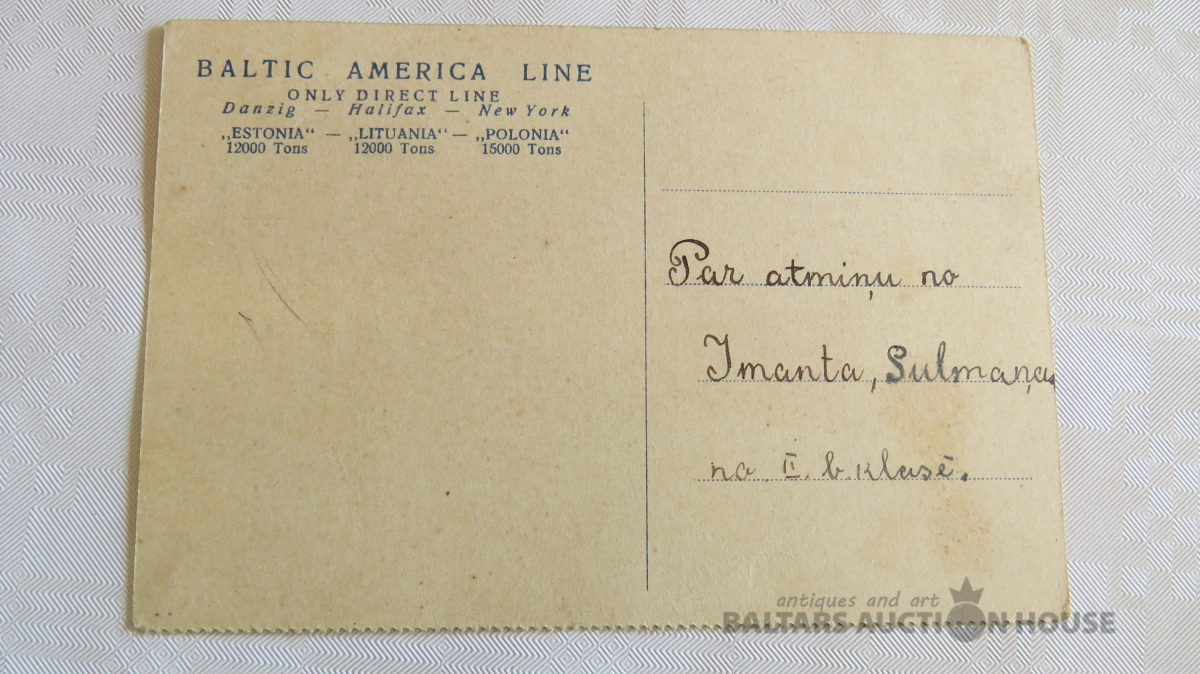 BALTIC AMERICA LINE
ONLY DIRECT LINE
Danzig — Halifax — New York
„ESTONIA“ — „LITUANIA“ — „POLONIA“
12000 Tons 12000 Tons 15000 Tons
Par atmiņu no
Imanta, Sulmaņa.
no II. b. klasē.
antiques and art
BALTARS AUCTION HOUSE